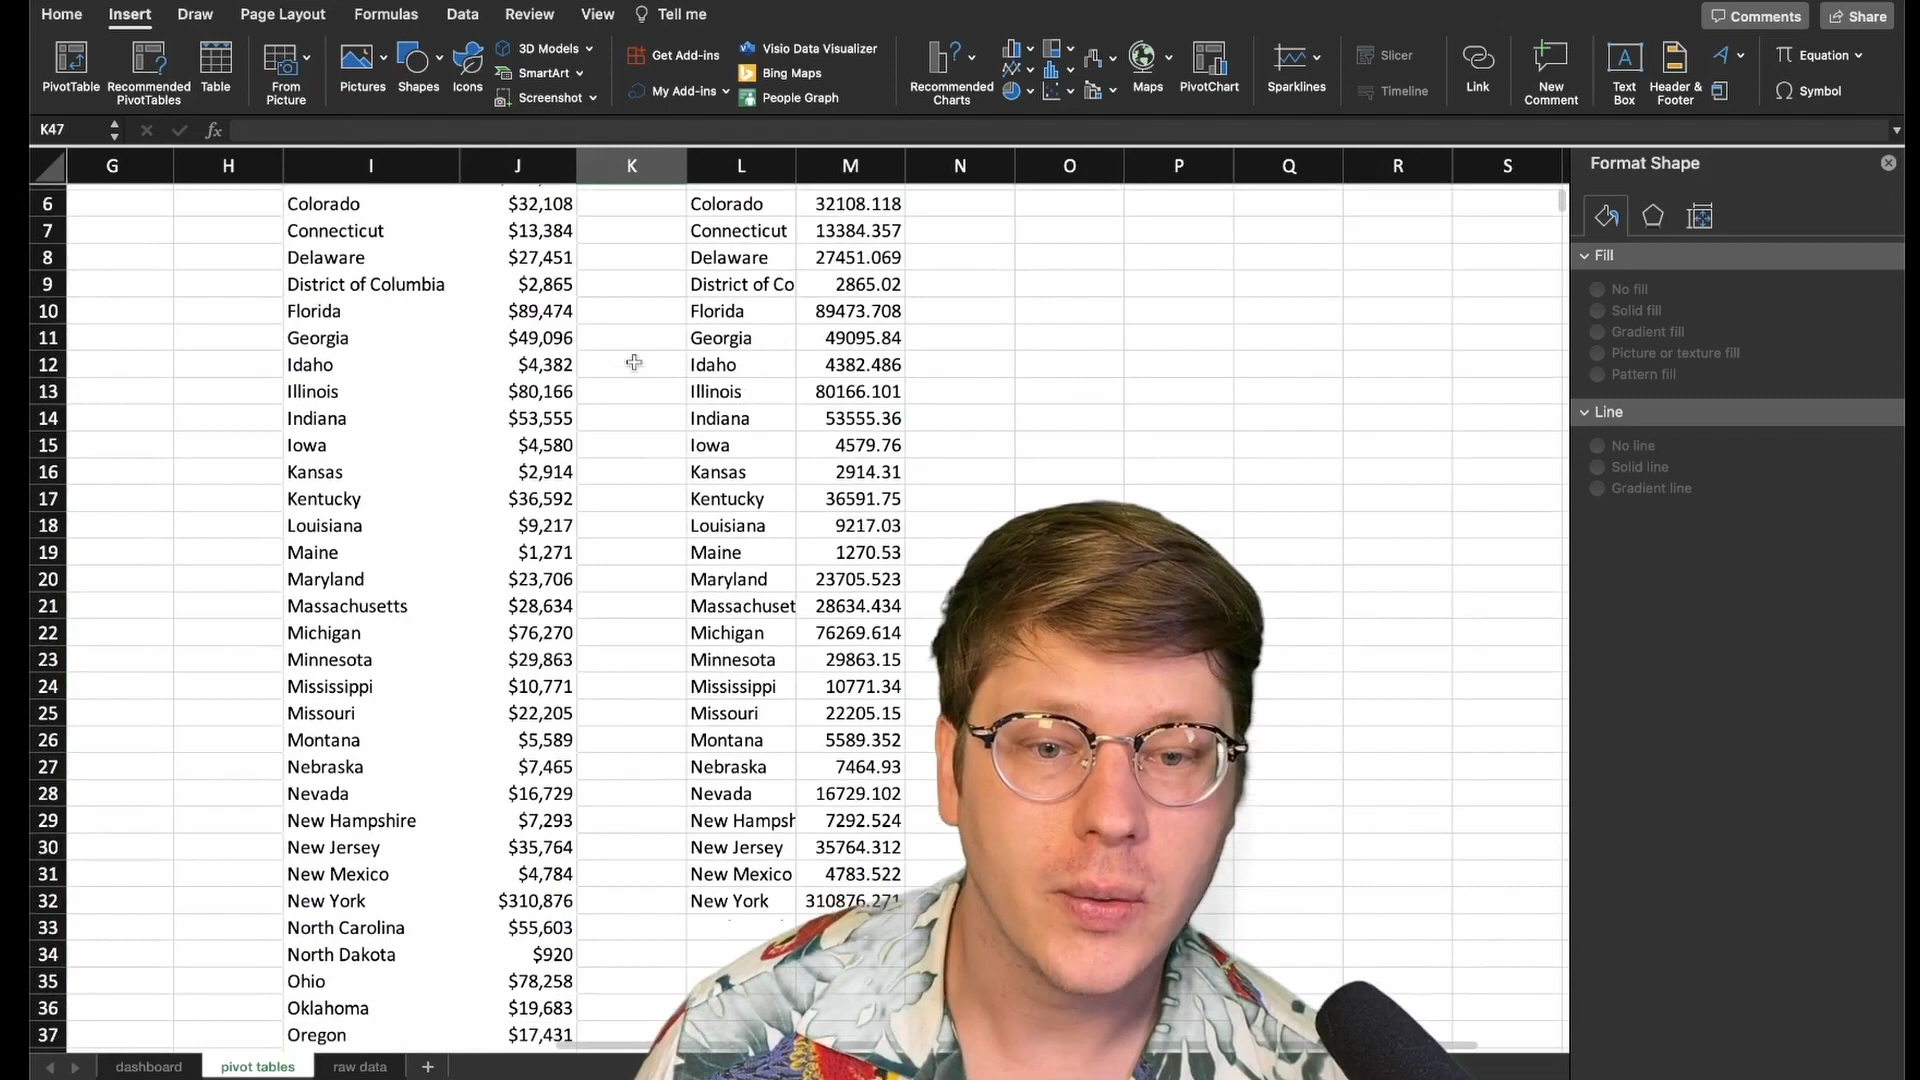 Home Insert Draw Page Layout Formulas Data Review View Tell me Comments Share
PivotTable
Recommended
PivotTables
Table
From
Picture
Pictures
Shapes
Icons
3D Models
SmartArt
Screenshot
Get Add-ins
My Add-ins
Visio Data Visualizer
Bing Maps
People Graph
Recommended
Charts
Maps
PivotChart
Sparklines
Slicer
Timeline
Link
New
Comment
Text
Box
Header &
Footer
Equation
Symbol
K47 fx
G H I J K L M N O P Q R S
6 Colorado $32,108 Colorado 32108.118
7 Connecticut $13,384 Connecticut 13384.357
8 Delaware $27,451 Delaware 27451.069
9 District of Columbia $2,865 District of Co 2865.02
10 Florida $89,474 Florida 89473.708
11 Georgia $49,096 Georgia 49095.84
12 Idaho $4,382 Idaho 4382.486
13 Illinois $80,166 Illinois 80166.101
14 Indiana $53,555 Indiana 53555.36
15 Iowa $4,580 Iowa 4579.76
16 Kansas $2,914 Kansas 2914.31
17 Kentucky $36,592 Kentucky 36591.75
18 Louisiana $9,217 Louisiana 9217.03
19 Maine $1,271 Maine 1270.53
20 Maryland $23,706 Maryland 23705.523
21 Massachusetts $28,634 Massachuset 28634.434
22 Michigan $76,270 Michigan 76269.614
23 Minnesota $29,863 Minnesota 29863.15
24 Mississippi $10,771 Mississippi 10771.34
25 Missouri $22,205 Missouri 22205.15
26 Montana $5,589 Montana 5589.352
27 Nebraska $7,465 Nebraska 7464.93
28 Nevada $16,729 Nevada 16729.102
29 New Hampshire $7,293 New Hampsh 7292.524
30 New Jersey $35,764 New Jersey 35764.312
31 New Mexico $4,784 New Mexico 4783.522
32 New York $310,876 New York 310876.271
33 North Carolina $55,603
34 North Dakota $920
35 Ohio $78,258
36 Oklahoma $19,683
37 Oregon $17,431
dashboard pivot tables raw data +
Format Shape
Fill
No fill
Solid fill
Gradient fill
Picture or texture fill
Pattern fill
Line
No line
Solid line
Gradient line